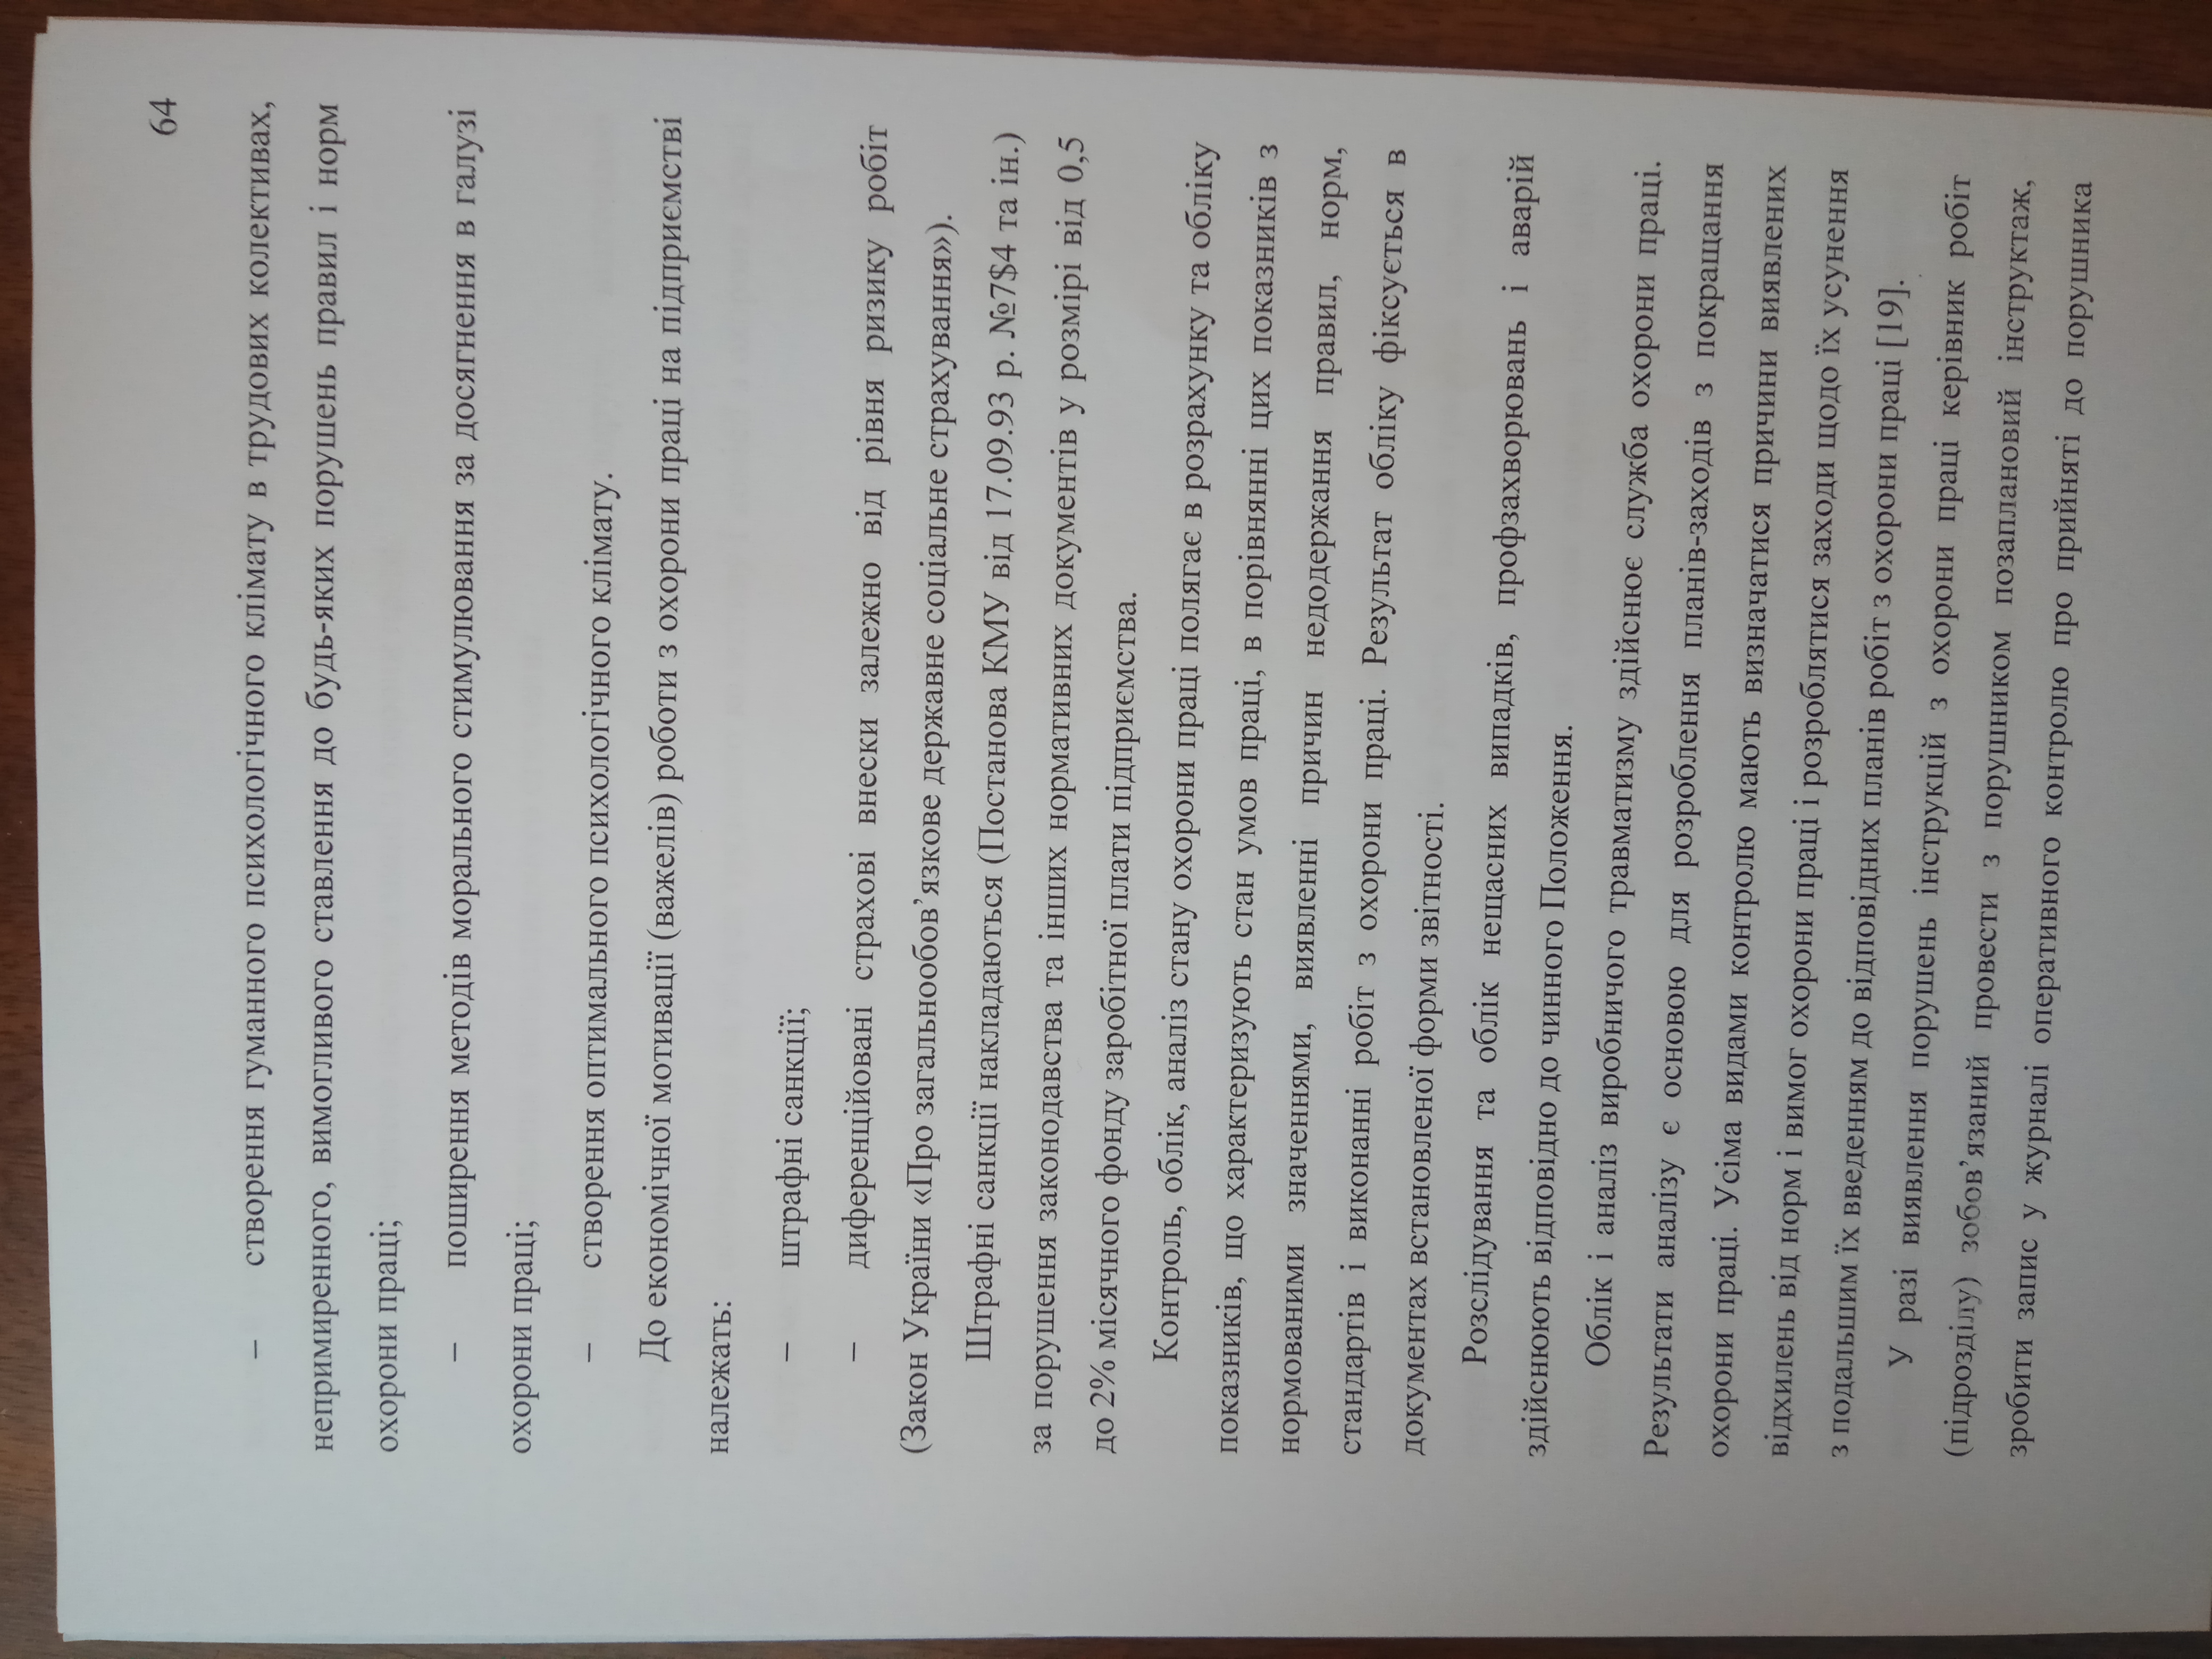 64
– створення гуманного психологічного клімату в трудових колективах,
непримиренного, вимогливого ставлення до будь-яких порушень правил і норм
охорони праці;
– поширення методів морального стимулювання за досягнення в галузі
охорони праці;
– створення оптимального психологічного клімату.
До економічної мотивації (важелів) роботи з охорони праці на підприємстві
належать:
– штрафні санкції;
– диференційовані страхові внески залежно від рівня ризику робіт
(Закон України «Про загальнообов’язкове державне соціальне страхування»).
Штрафні санкції накладаються (Постанова КМУ від 17.09.93 р. №7$4 та ін.)
за порушення законодавства та інших нормативних документів у розмірі від 0,5
до 2% місячного фонду заробітної плати підприємства.
Контроль, облік, аналіз стану охорони праці полягає в розрахунку та обліку
показників, що характеризують стан умов праці, в порівнянні цих показників з
нормованими значеннями, виявленні причин недодержання правил, норм,
стандартів і виконанні робіт з охорони праці. Результат обліку фіксується в
документах встановленої форми звітності.
Розслідування та облік нещасних випадків, профзахворювань і аварій
здійснюють відповідно до чинного Положення.
Облік і аналіз виробничого травматизму здійснює служба охорони праці.
Результати аналізу є основою для розроблення планів-заходів з покращання
охорони праці. Усіма видами контролю мають визначатися причини виявлених
відхилень від норм і вимог охорони праці і розроблятися заходи щодо їх усунення
з подальшим їх введенням до відповідних планів робіт з охорони праці [19].
У разі виявлення порушень інструкцій з охорони праці керівник робіт
(підрозділу) зобов’язаний провести з порушником позаплановий інструктаж,
зробити запис у журналі оперативного контролю про прийняті до порушника